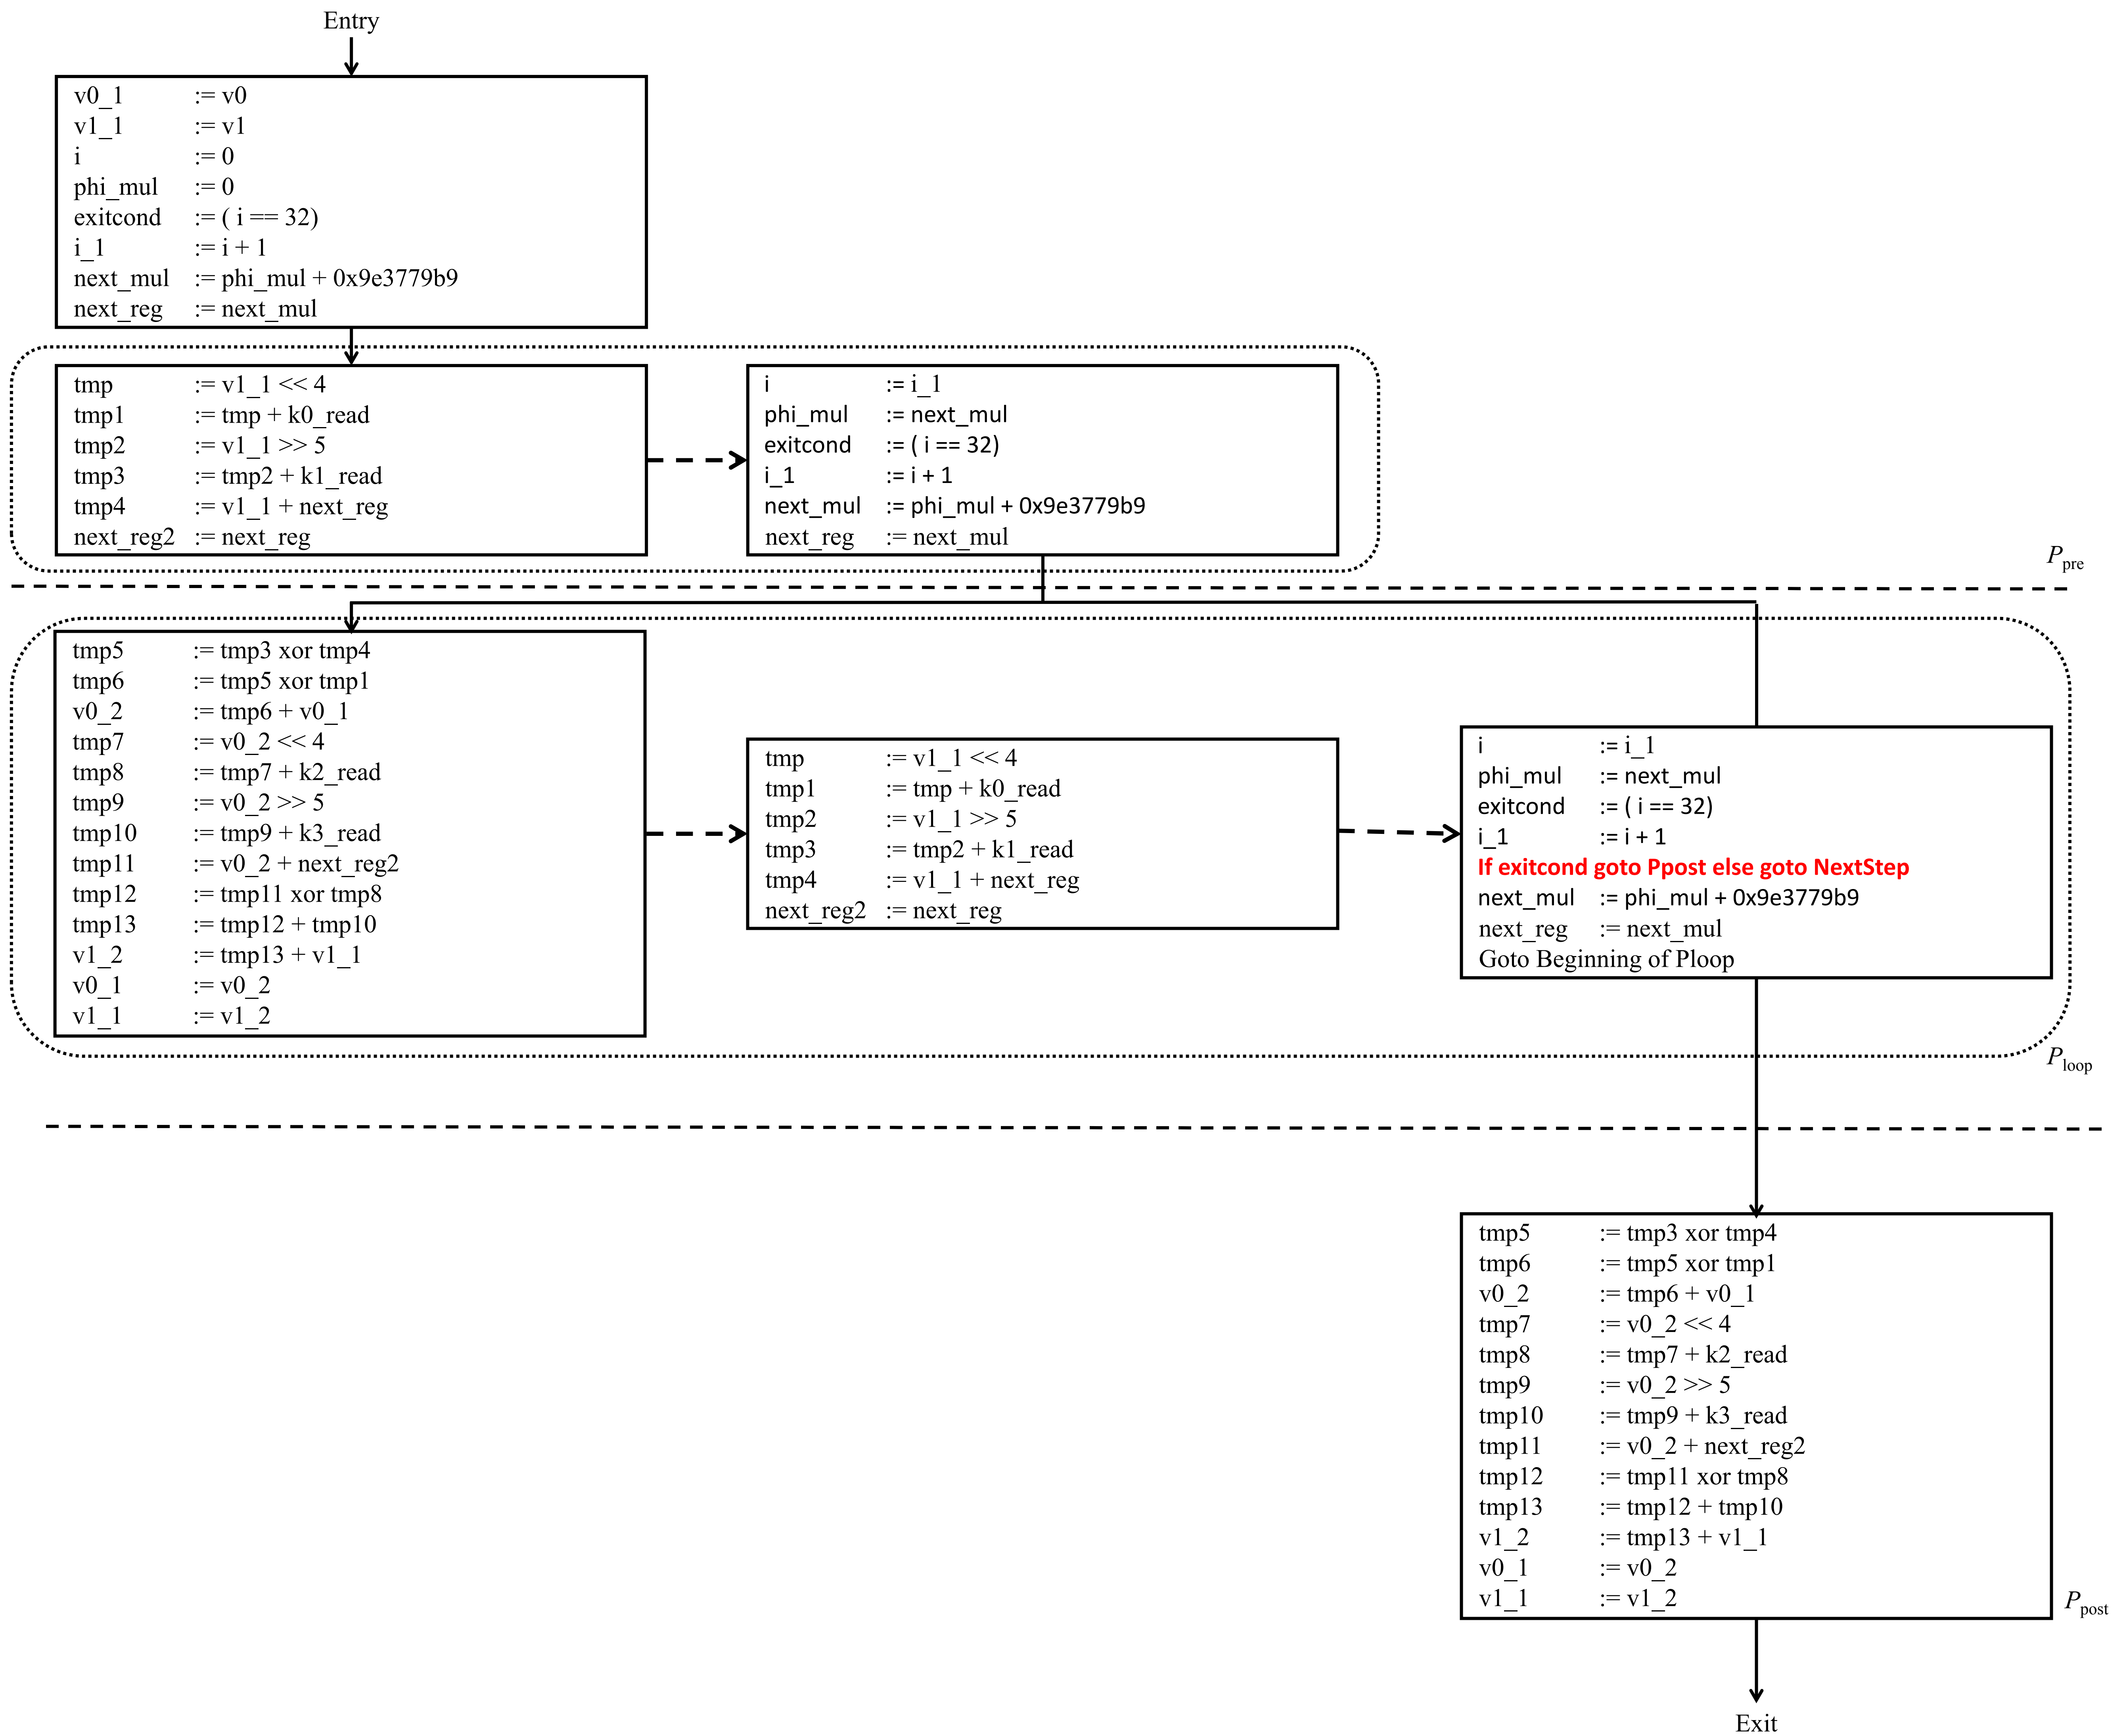 Entry
v0_1 := v0
v1_1 := v1
i := 0
phi_mul := 0
exitcond := ( i == 32)
i_1 := i + 1
next_mul := phi_mul + 0x9e3779b9
next_reg := next_mul
tmp := v1_1 << 4
tmp1 := tmp + k0_read
tmp2 := v1_1 >> 5
tmp3 := tmp2 + k1_read
tmp4 := v1_1 + next_reg
next_reg2 := next_reg
i := i_1
phi_mul := next_mul
exitcond := ( i == 32)
i_1 := i + 1
next_mul := phi_mul + 0x9e3779b9
next_reg := next_mul
Ppre
tmp5 := tmp3 xor tmp4
tmp6 := tmp5 xor tmp1
v0_2 := tmp6 + v0_1
tmp7 := v0_2 << 4
tmp8 := tmp7 + k2_read
tmp9 := v0_2 >> 5
tmp10 := tmp9 + k3_read
tmp11 := v0_2 + next_reg2
tmp12 := tmp11 xor tmp8
tmp13 := tmp12 + tmp10
v1_2 := tmp13 + v1_1
v0_1 := v0_2
v1_1 := v1_2
tmp := v1_1 << 4
tmp1 := tmp + k0_read
tmp2 := v1_1 >> 5
tmp3 := tmp2 + k1_read
tmp4 := v1_1 + next_reg
next_reg2 := next_reg
i := i_1
phi_mul := next_mul
exitcond := ( i == 32)
i_1 := i + 1
If exitcond goto Ppost else goto NextStep
next_mul := phi_mul + 0x9e3779b9
next_reg := next_mul
Goto Beginning of Ploop
Ploop
tmp5 := tmp3 xor tmp4
tmp6 := tmp5 xor tmp1
v0_2 := tmp6 + v0_1
tmp7 := v0_2 << 4
tmp8 := tmp7 + k2_read
tmp9 := v0_2 >> 5
tmp10 := tmp9 + k3_read
tmp11 := v0_2 + next_reg2
tmp12 := tmp11 xor tmp8
tmp13 := tmp12 + tmp10
v1_2 := tmp13 + v1_1
v0_1 := v0_2
v1_1 := v1_2
Ppost
Exit